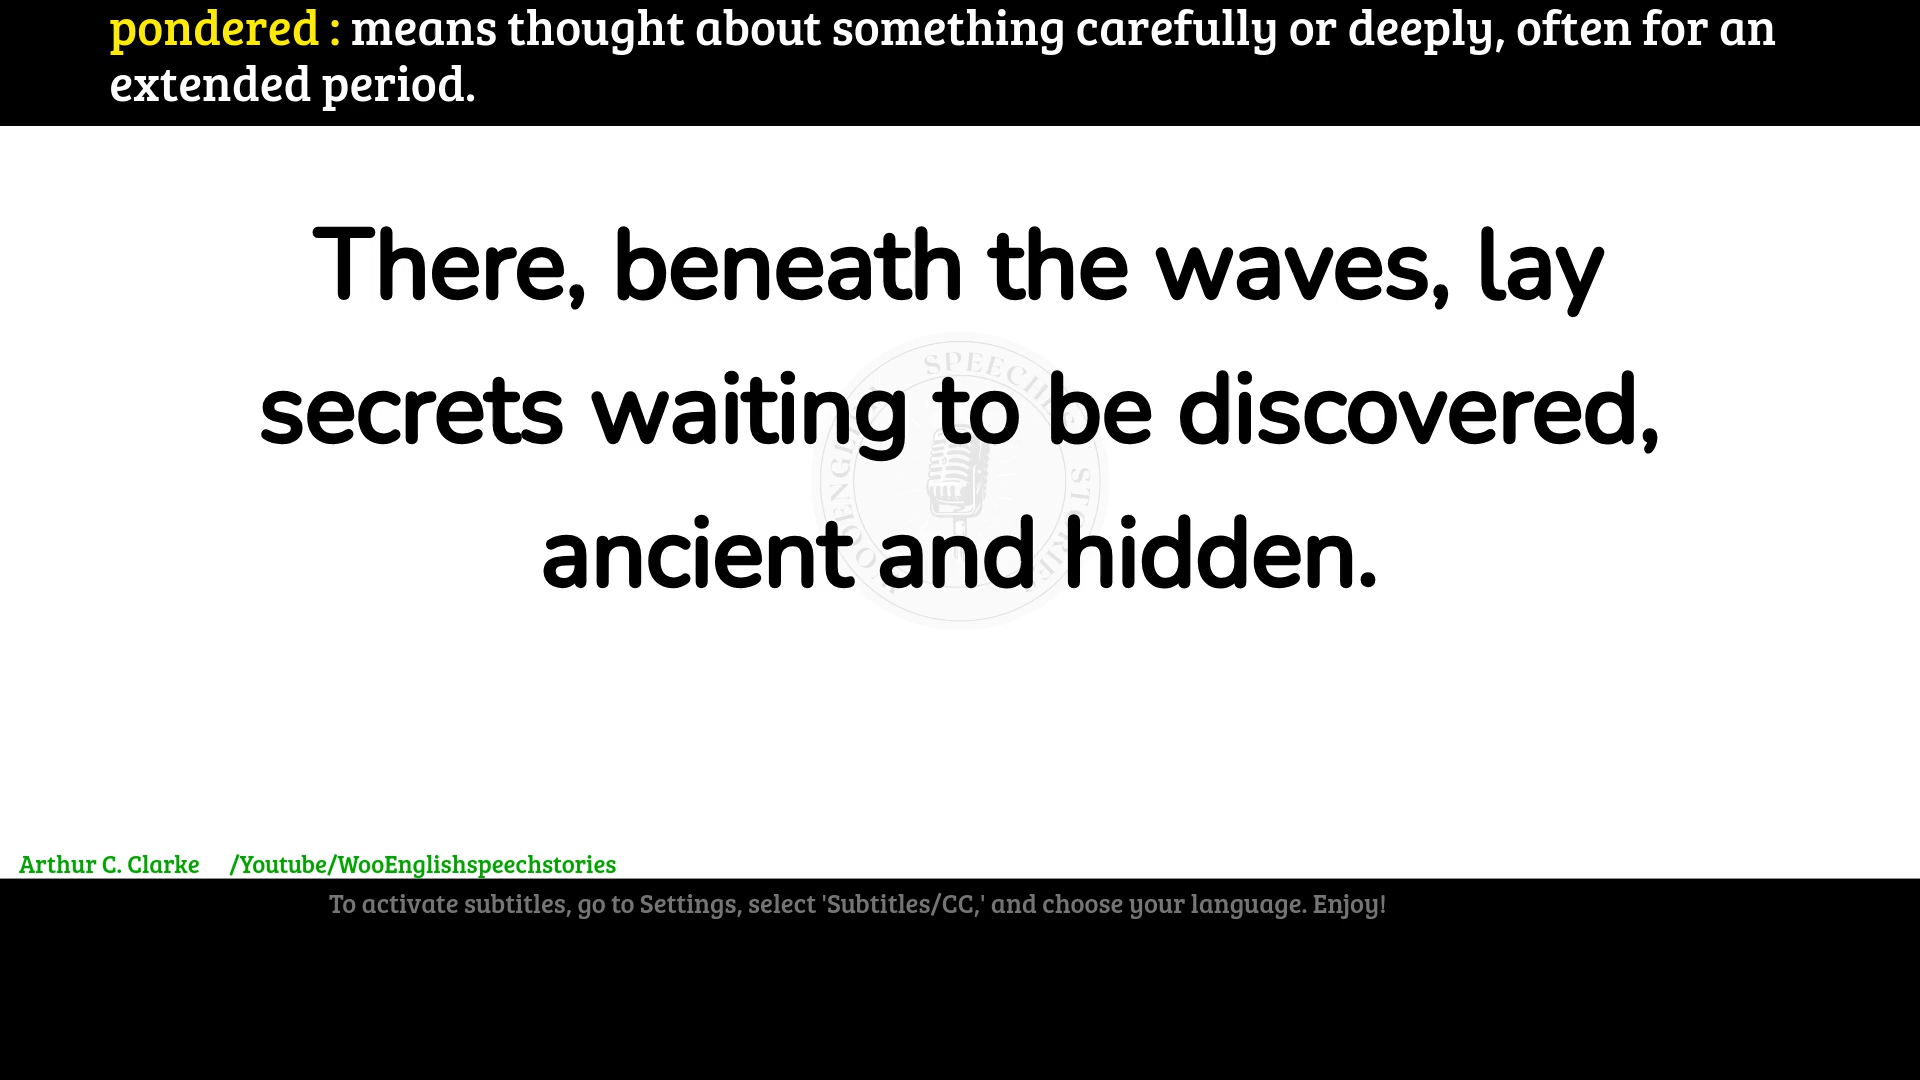 pondered : means thought about something carefully or deeply, often for an
extended period.
There, beneath the waves, lay
secrets waiting to be discovered,
ancient and hidden.
Arthur C. Clarke /Youtube/WooEnglishspeechstories
To activate subtitles, go to Settings, select 'Subtitles/CC,' and choose your language. Enjoy!